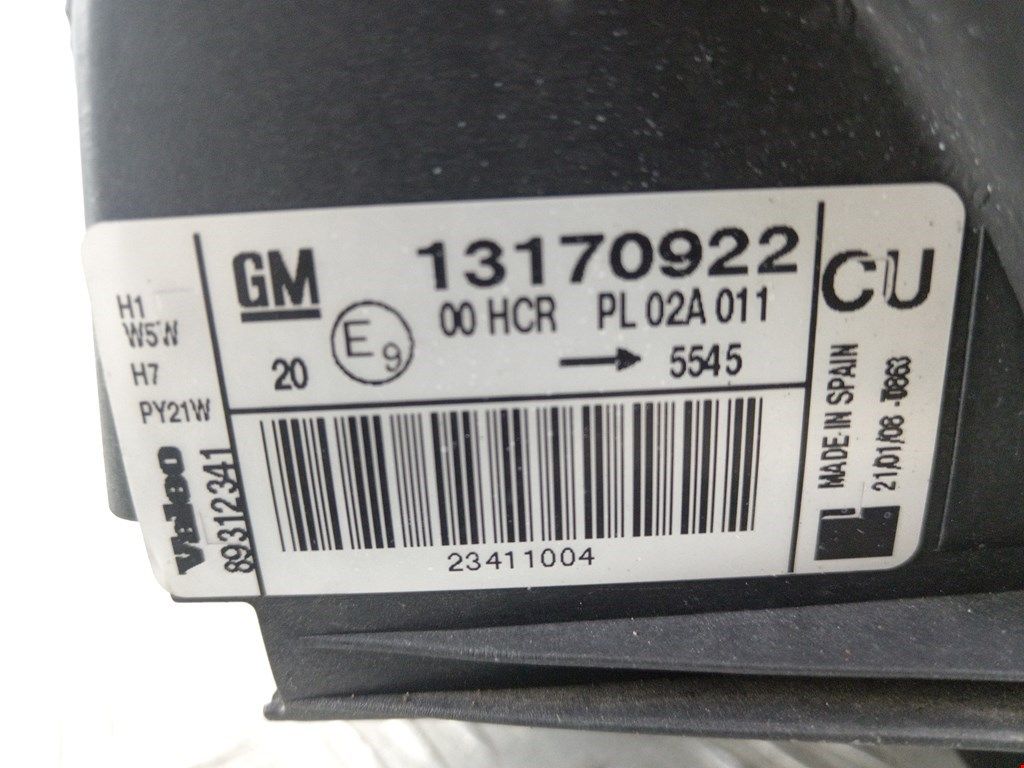 H1
W5W
H7
PY21W
Valeo
89312341
GM
13170922
00 HCR PL 02A 011
E9
20
→ 5545
23411004
CU
MADE IN SPAIN
21/01/08
L